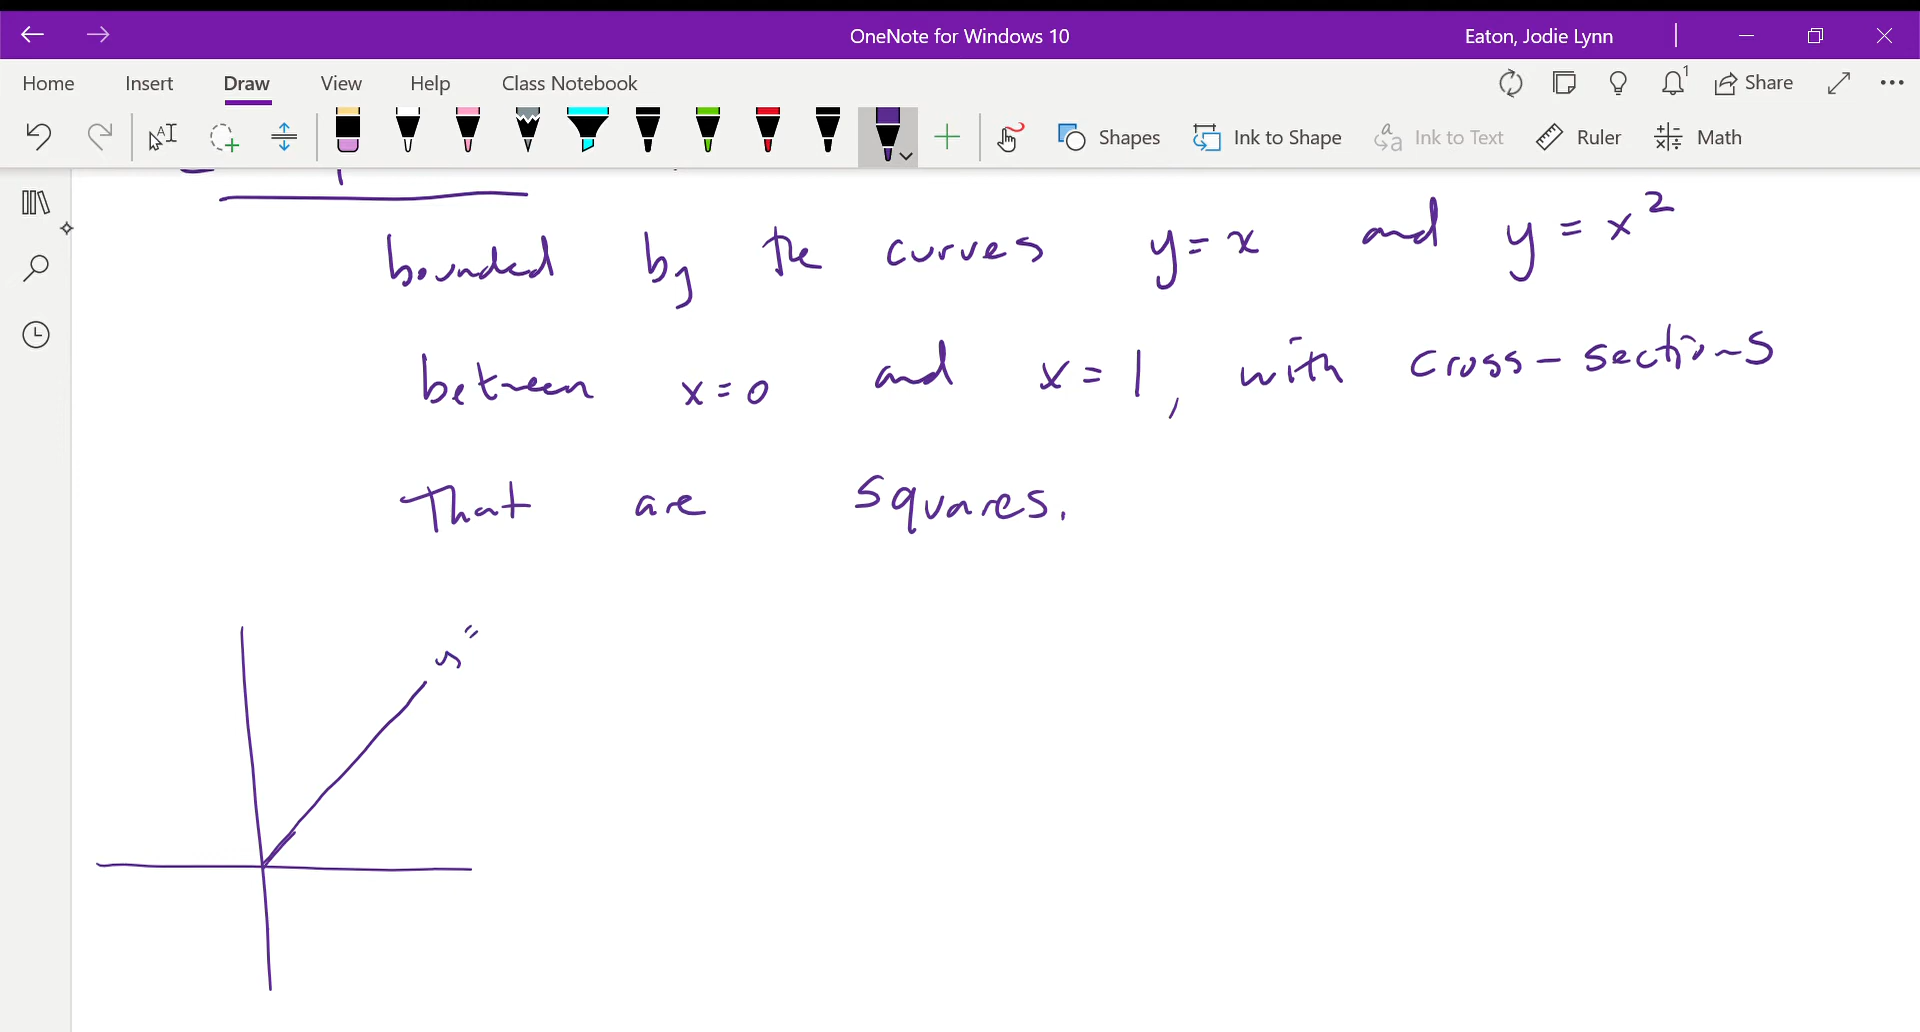 OneNote for Windows 10
Eaton, Jodie Lynn
Home Insert Draw View Help Class Notebook
1
Share
Shapes Ink to Shape Ink to Text Ruler Math
bounded by the curves y=x and y=x²
between x=0 and x=1, with cross-sections
that are squares.
y=